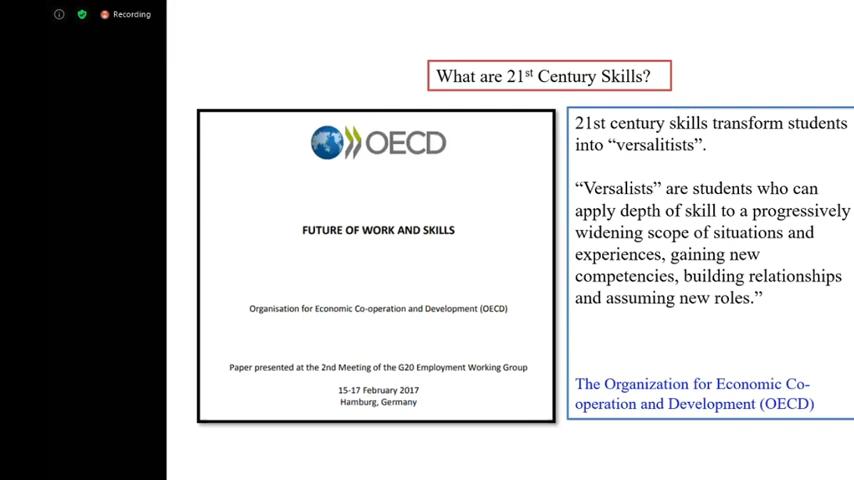 Recording
What are 21st Century Skills?
OECD
FUTURE OF WORK AND SKILLS
Organisation for Economic Co-operation and Development (OECD)
Paper presented at the 2nd Meeting of the G20 Employment Working Group
15-17 February 2017
Hamburg, Germany
21st century skills transform students
into “versalitists”.
“Versalists” are students who can
apply depth of skill to a progressively
widening scope of situations and
experiences, gaining new
competencies, building relationships
and assuming new roles.”
The Organization for Economic Co-
operation and Development (OECD)